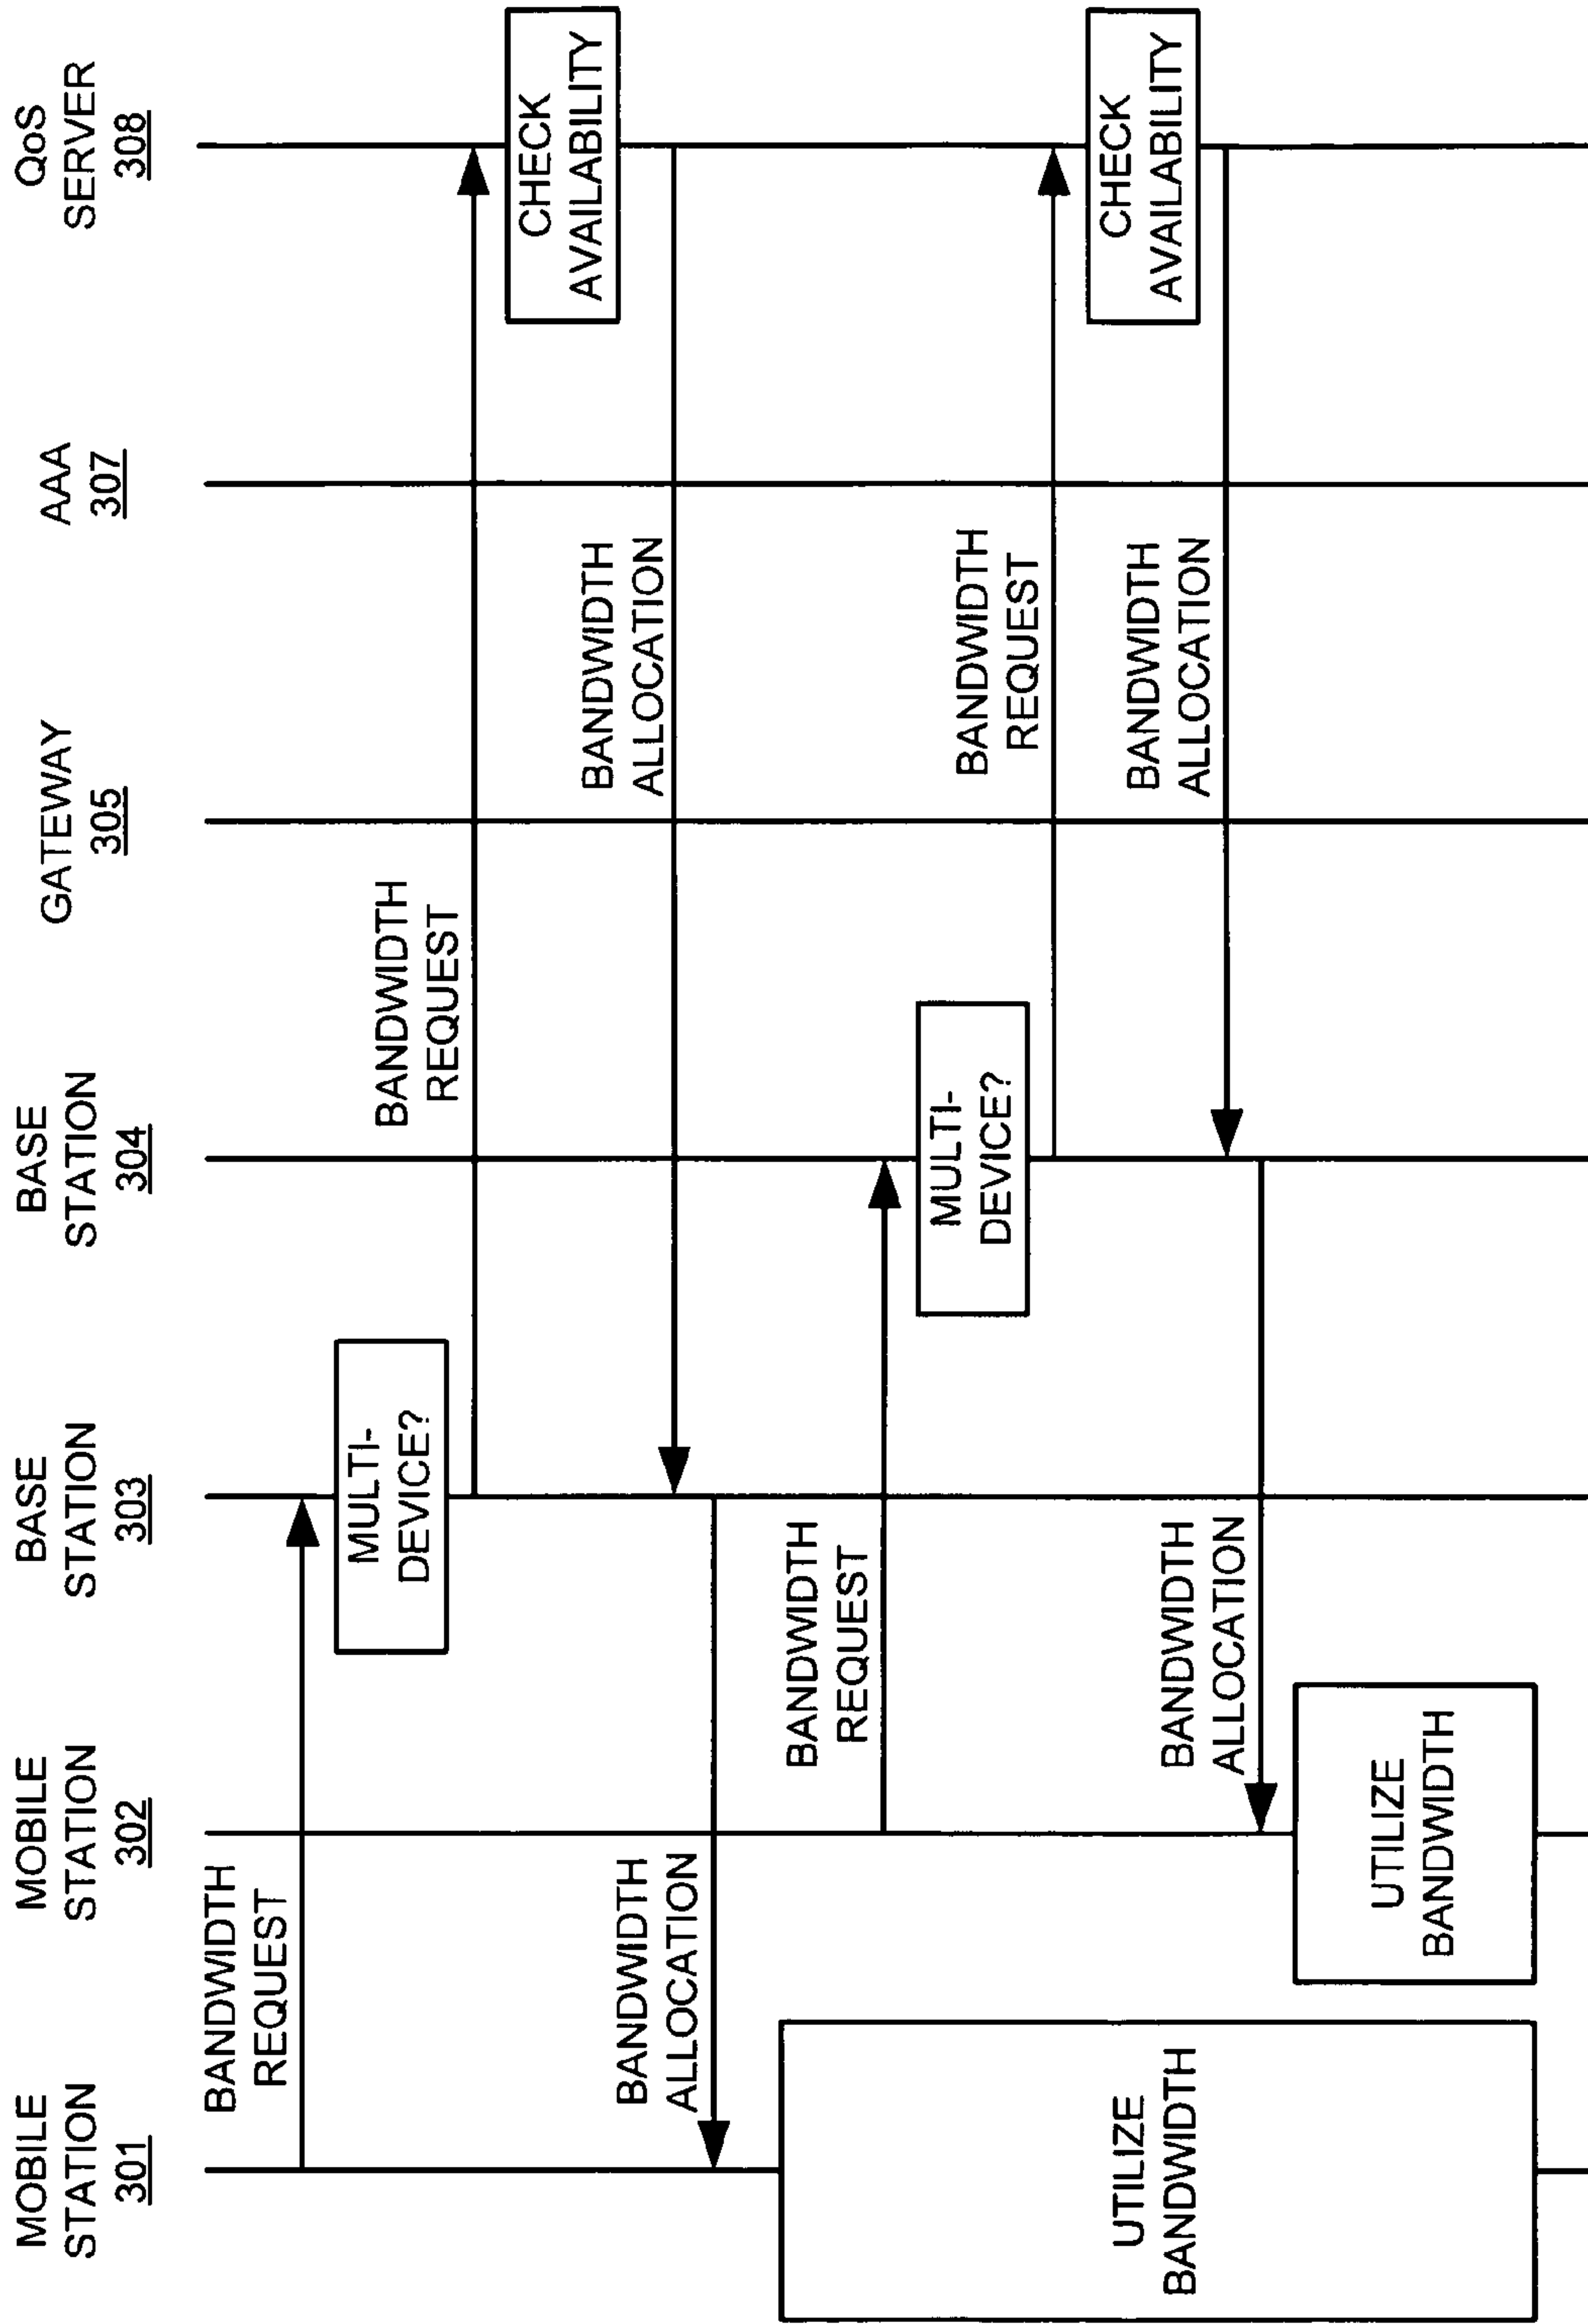 MOBILE
STATION
301
MOBILE
STATION
302
BASE
STATION
303
BASE
STATION
304
GATEWAY
305
AAA
307
QoS
SERVER
308
BANDWIDTH
REQUEST
MULTI-
DEVICE?
BANDWIDTH
REQUEST
CHECK
AVAILABILITY
BANDWIDTH
ALLOCATION
BANDWIDTH
ALLOCATION
BANDWIDTH
REQUEST
MULTI-
DEVICE?
BANDWIDTH
REQUEST
CHECK
AVAILABILITY
BANDWIDTH
ALLOCATION
BANDWIDTH
ALLOCATION
UTILIZE
BANDWIDTH
UTILIZE
BANDWIDTH